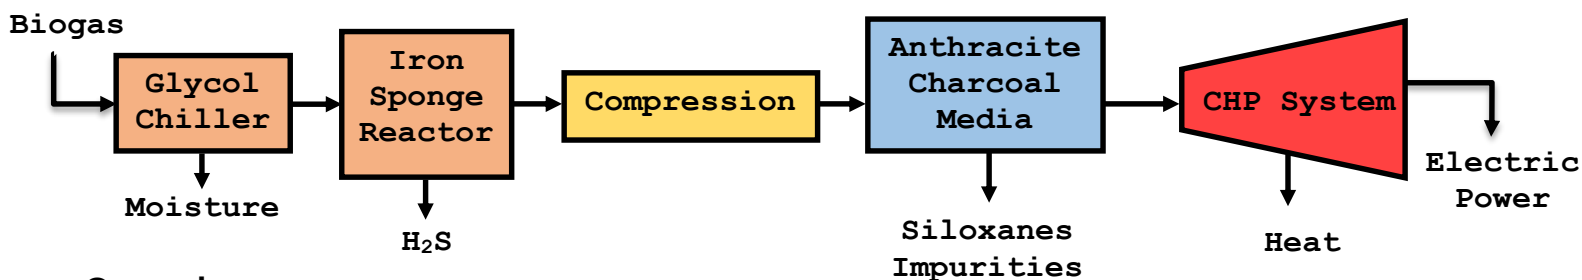 Biogas
Glycol
Chiller
Moisture
Iron
Sponge
Reactor
H₂S
Compression
Anthracite
Charcoal
Media
Siloxanes
Impurities
CHP System
Heat
Electric
Power